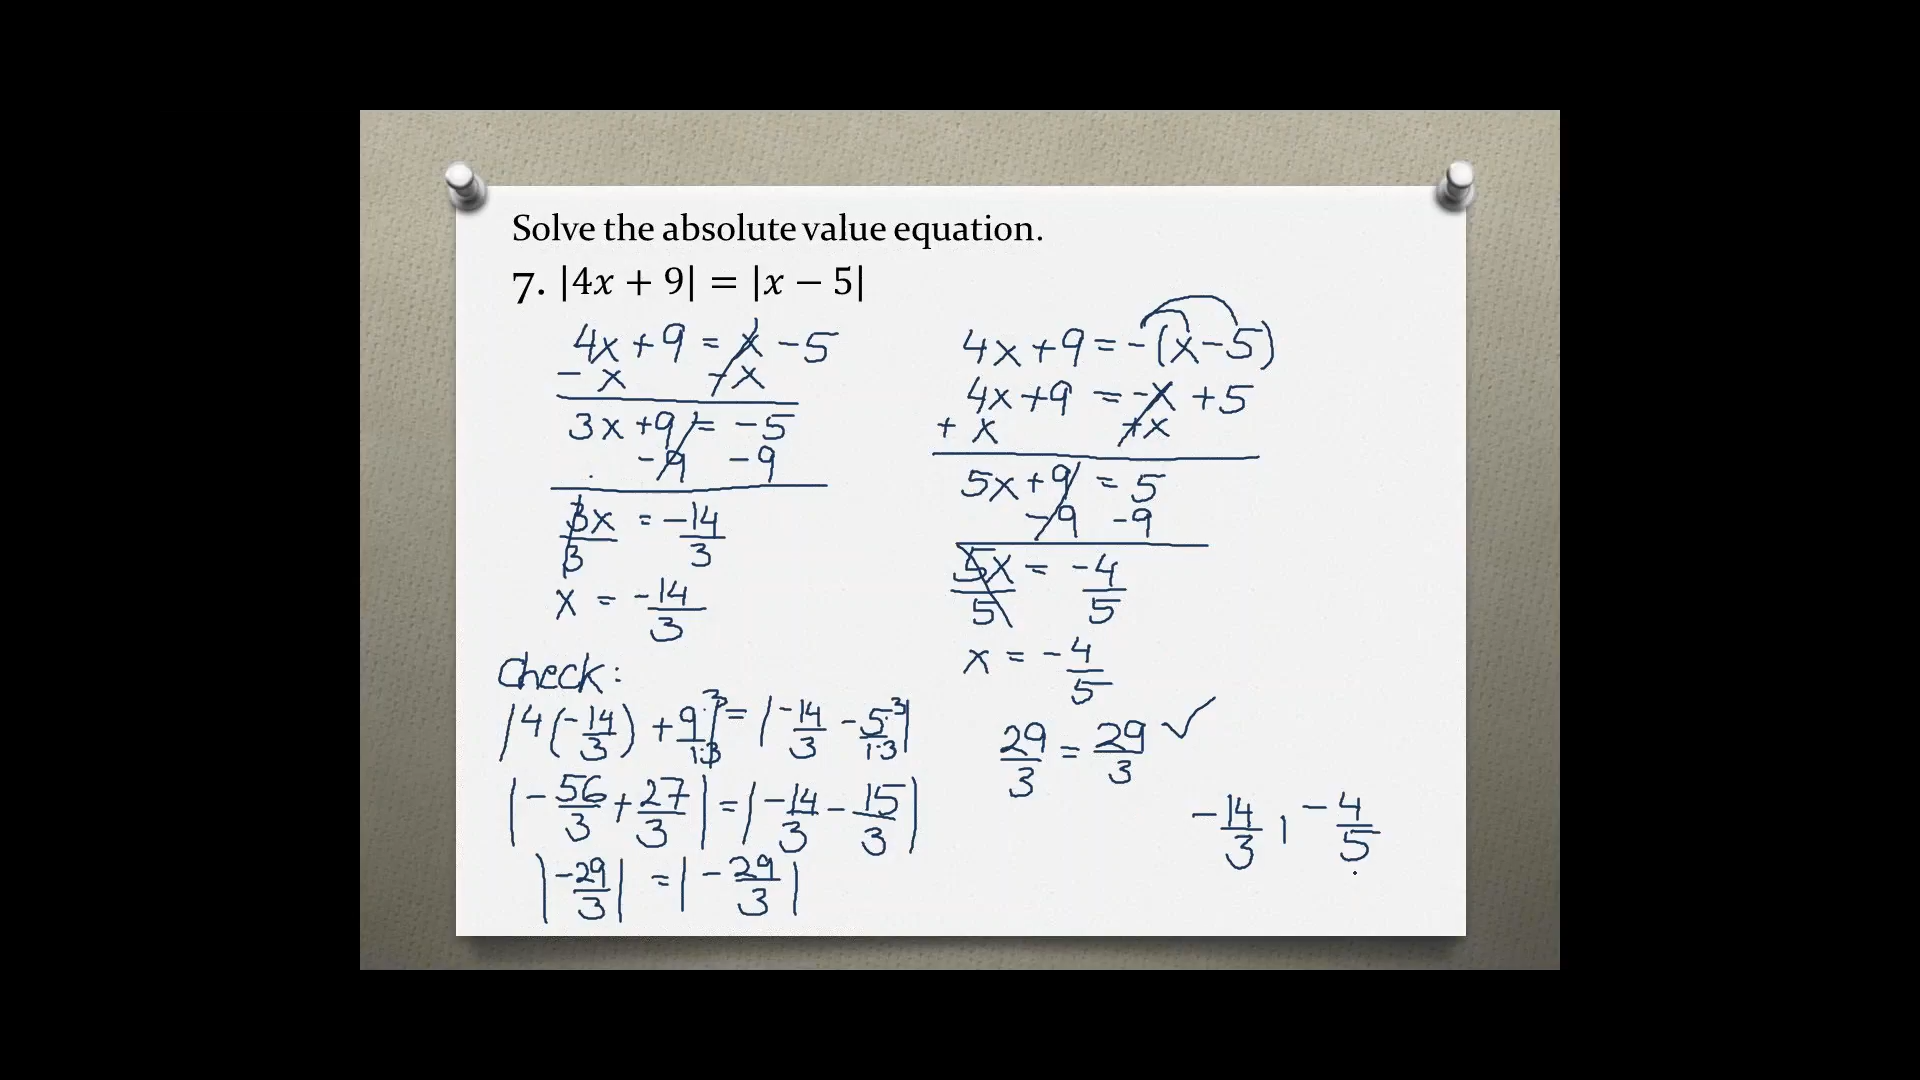 Solve the absolute value equation.
7. |4x + 9| = |x − 5|
4x + 9 = x − 5
− x −x
3x + 9 = −5
− 9 − 9
3x/3 = −14/3
x = −14/3
4x + 9 = −(x − 5)
4x + 9 = −x + 5
+ x +x
5x + 9 = 5
− 9 − 9
5x/5 = −4/5
x = −4/5
Check:
|4(−14/3) + 9·3/1·3| = |−14/3 − 5·3/1·3|
|−56/3 + 27/3| = |−14/3 − 15/3|
|−29/3| = |−29/3|
29/3 = 29/3 ✓
−14/3 , −4/5